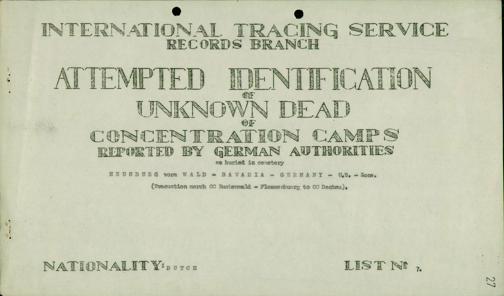 INTERNATIONAL TRACING SERVICE
RECORDS BRANCH
ATTEMPTED IDENTIFICATION
OF
UNKNOWN DEAD
OF
CONCENTRATION CAMPS
REPORTED BY GERMAN AUTHORITIES
as buried in cemetery
NEUNBURG vorm WALD - BAVARIA - GERMANY - U.S. - Zone.
(Evacuation march CC Buchenwald - Flossenbuerg to CC Dachau).
NATIONALITY: DUTCH
LIST No 7.
27